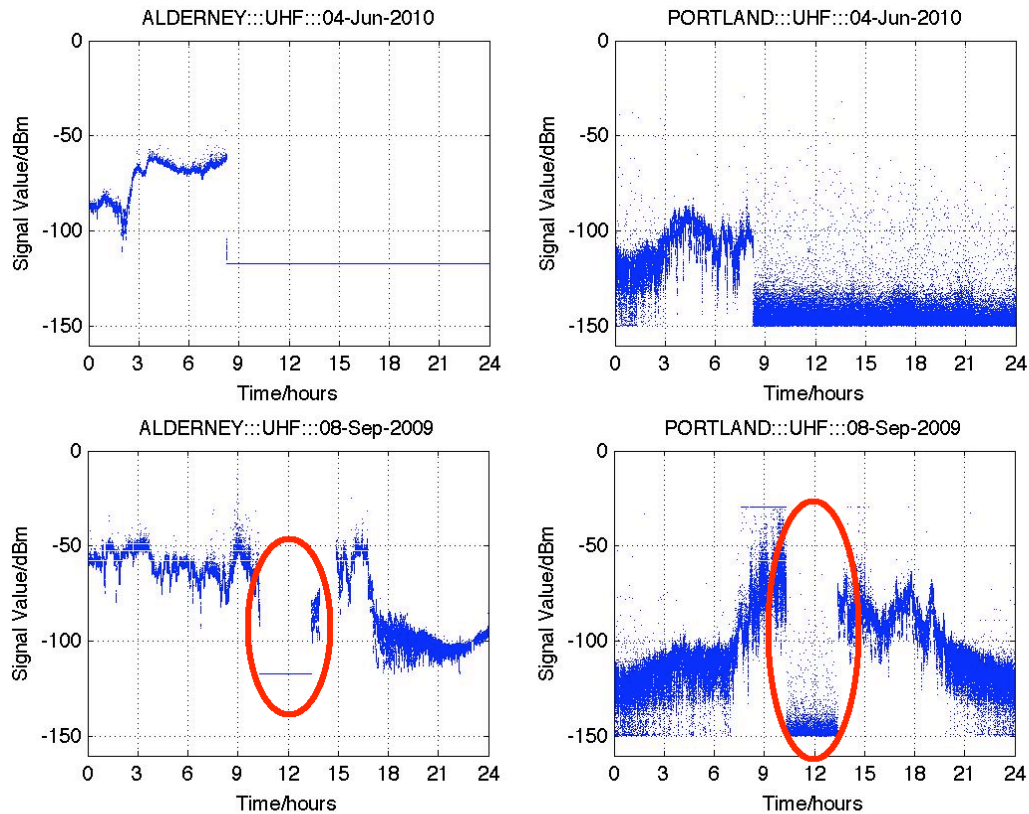 ALDERNEY:::UHF:::04-Jun-2010
0
-50
-100
-150
Signal Value/dBm
0 3 6 9 12 15 18 21 24
Time/hours
PORTLAND:::UHF:::04-Jun-2010
0
-50
-100
-150
Signal Value/dBm
0 3 6 9 12 15 18 21 24
Time/hours
ALDERNEY:::UHF:::08-Sep-2009
0
-50
-100
-150
Signal Value/dBm
0 3 6 9 12 15 18 21 24
Time/hours
PORTLAND:::UHF:::08-Sep-2009
0
-50
-100
-150
Signal Value/dBm
0 3 6 9 12 15 18 21 24
Time/hours